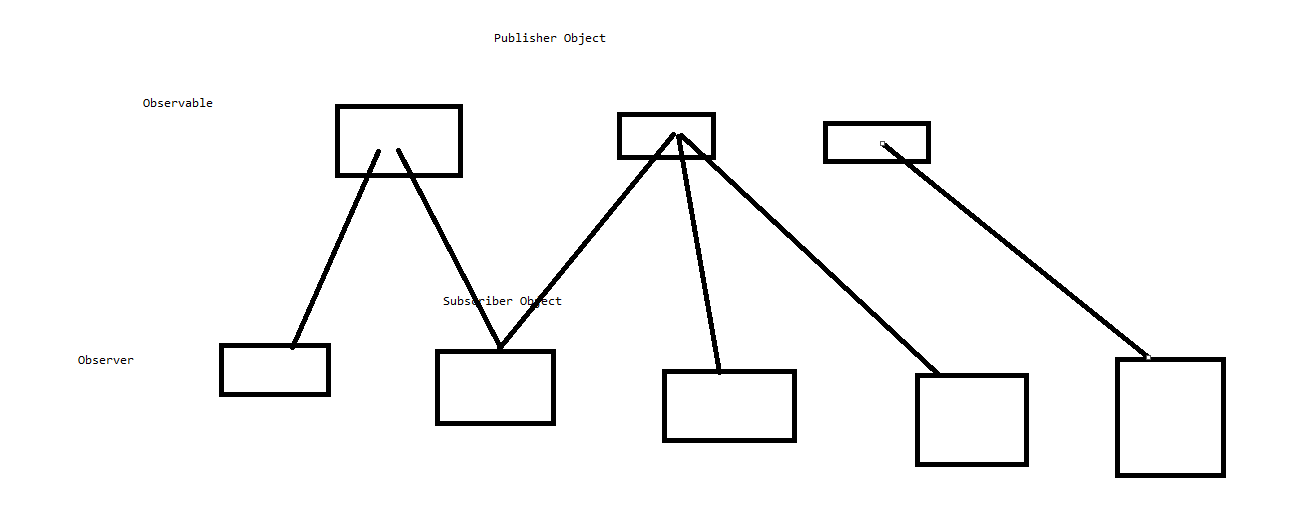 Publisher Object
Observable
Subscriber Object
Observer